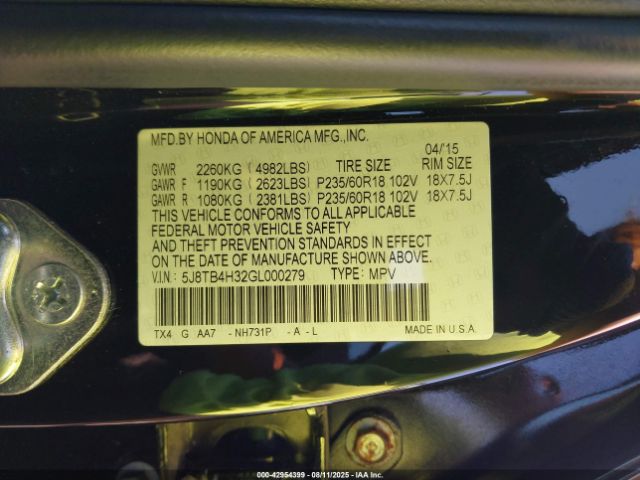 MFD.BY HONDA OF AMERICA MFG.,INC.
04/15
GVWR 2260KG (4982LBS) TIRE SIZE RIM SIZE
GAWR F 1190KG (2623LBS) P235/60R18 102V 18X7.5J
GAWR R 1080KG (2381LBS) P235/60R18 102V 18X7.5J
THIS VEHICLE CONFORMS TO ALL APPLICABLE
FEDERAL MOTOR VEHICLE SAFETY
AND THEFT PREVENTION STANDARDS IN EFFECT
ON THE DATE OF MANUFACTURE SHOWN ABOVE.
V.I.N.: 5J8TB4H32GL000279 TYPE: MPV
TX4 G AA7 -NH731P -A-L MADE IN U.S.A.
000-42954399 - 08/11/2025 - IAA Inc.